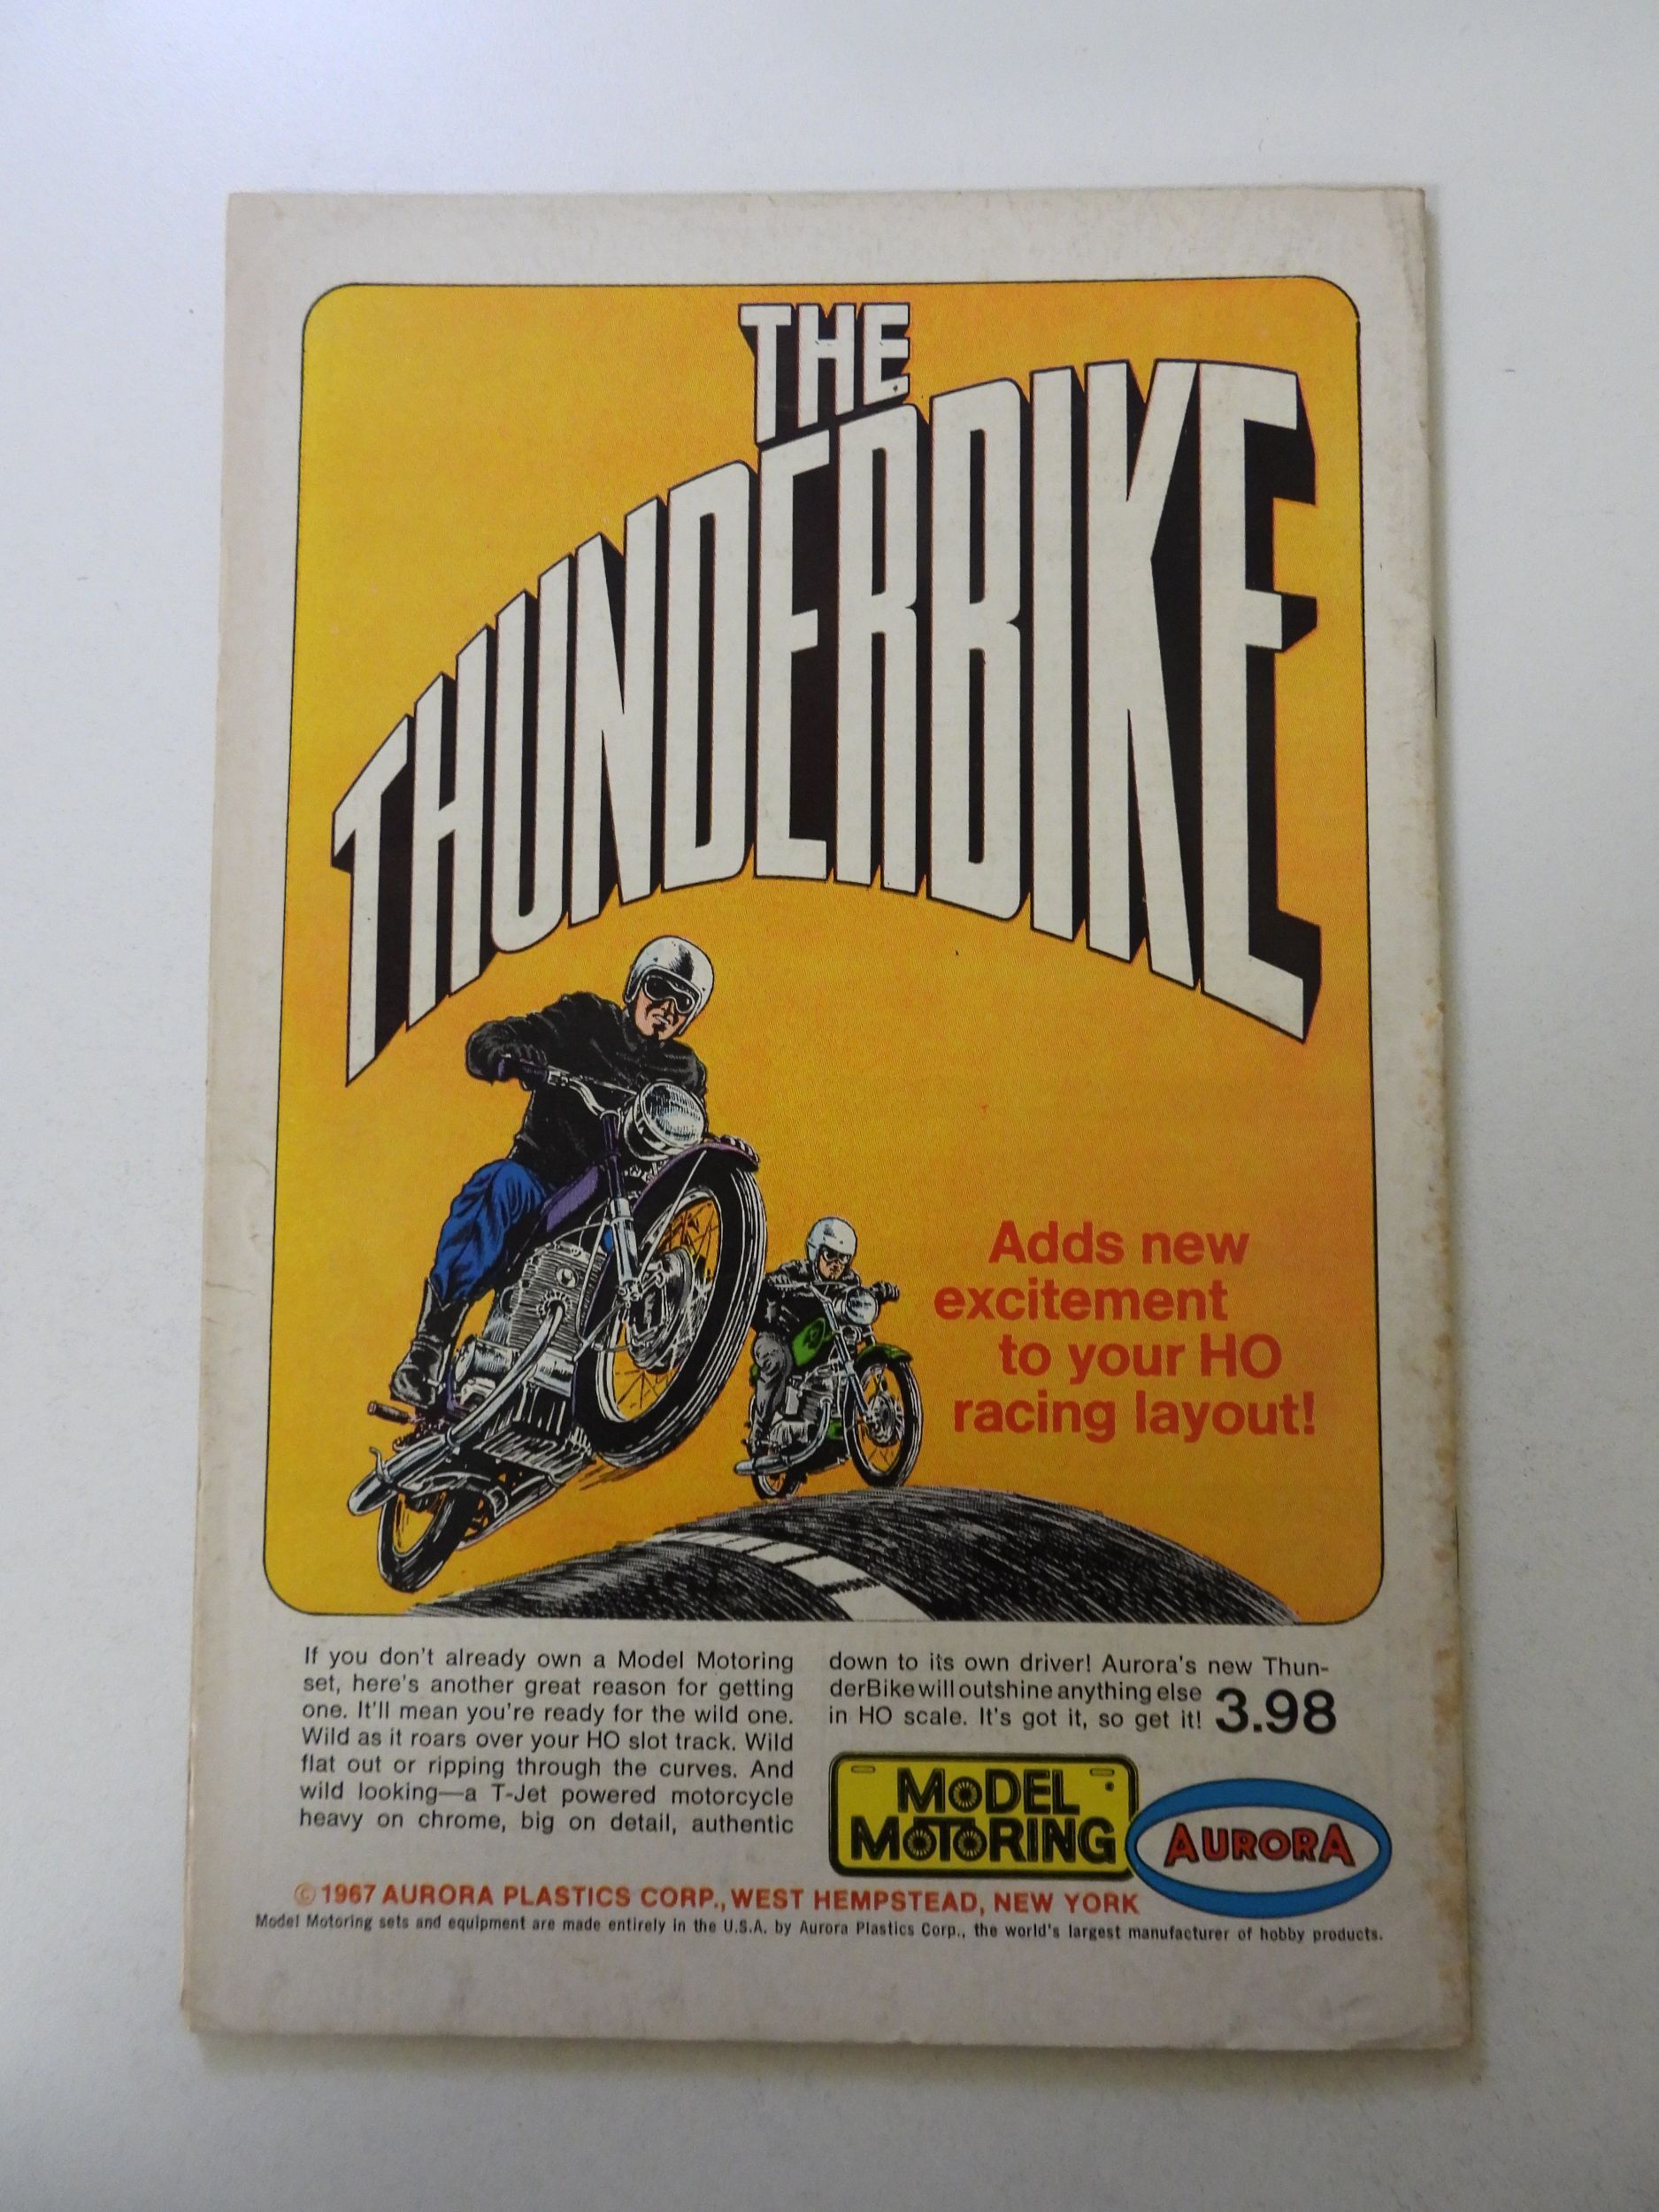 THE
THUNDERBIKE
Adds new
excitement
to your HO
racing layout!
If you don't already own a Model Motoring
set, here's another great reason for getting
one. It'll mean you're ready for the wild one.
Wild as it roars over your HO slot track. Wild
flat out or ripping through the curves. And
wild looking—a T-Jet powered motorcycle
heavy on chrome, big on detail, authentic
down to its own driver! Aurora's new Thun-
derBike will outshine anything else
in HO scale. It's got it, so get it! 3.98
MODEL
MOTORING
AURORA
© 1967 AURORA PLASTICS CORP., WEST HEMPSTEAD, NEW YORK
Model Motoring sets and equipment are made entirely in the U.S.A. by Aurora Plastics Corp., the world's largest manufacturer of hobby products.